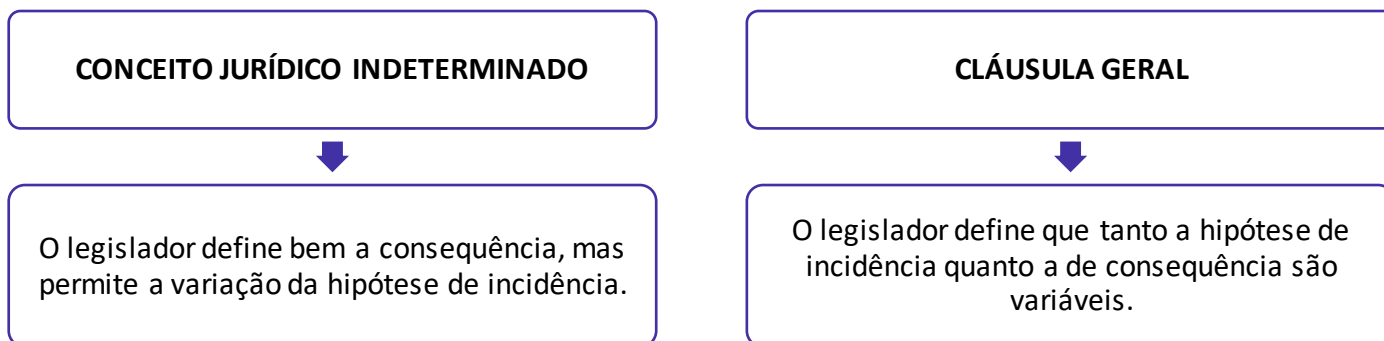 CONCEITO JURÍDICO INDETERMINADO
O legislador define bem a consequência, mas
permite a variação da hipótese de incidência.
CLÁUSULA GERAL
O legislador define que tanto a hipótese de
incidência quanto a de consequência são
variáveis.